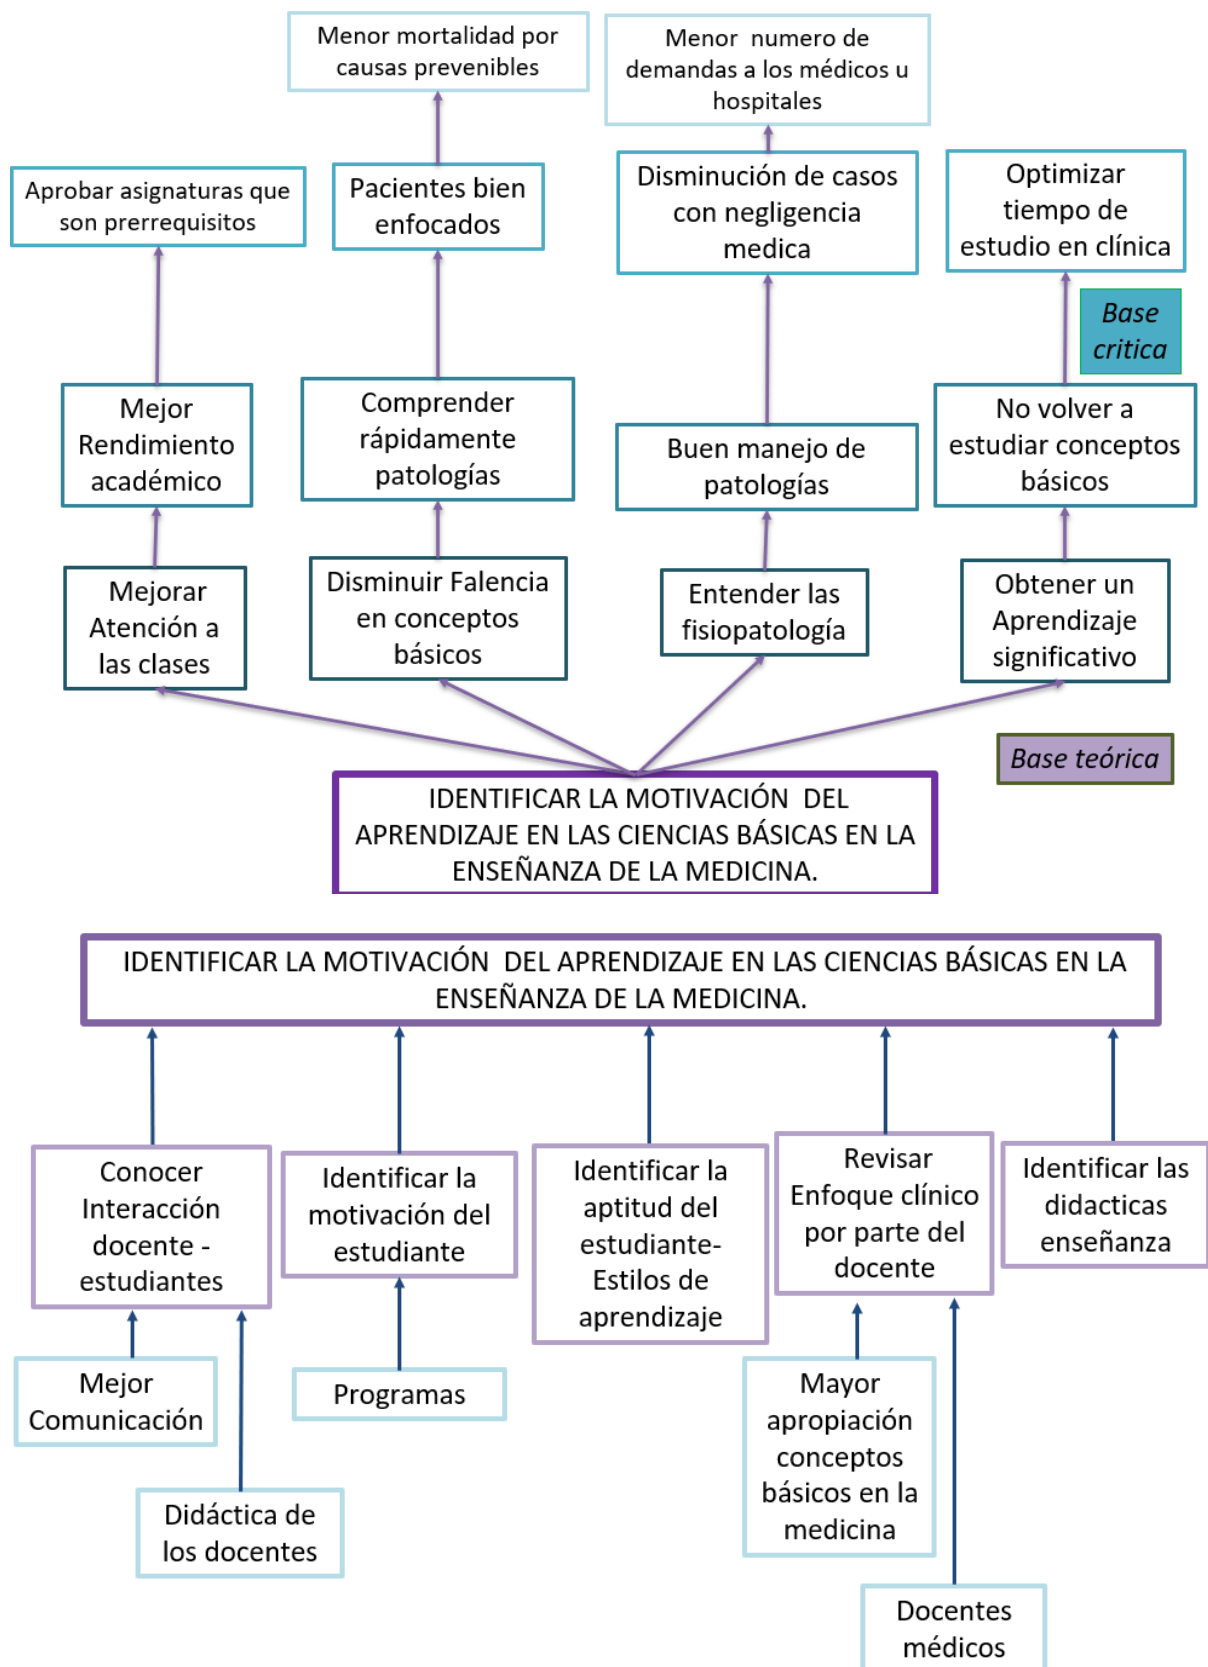 Menor mortalidad por
causas prevenibles
Menor numero de
demandas a los médicos u
hospitales
Aprobar asignaturas que
son prerrequisitos
Pacientes bien
enfocados
Disminución de casos
con negligencia
medica
Optimizar
tiempo de
estudio en clínica
Base
critica
Mejor
Rendimiento
académico
Comprender
rápidamente
patologías
Buen manejo de
patologías
No volver a
estudiar conceptos
básicos
Mejorar
Atención a
las clases
Disminuir Falencia
en conceptos
básicos
Entender las
fisiopatología
Obtener un
Aprendizaje
significativo
Base teórica
IDENTIFICAR LA MOTIVACIÓN DEL
APRENDIZAJE EN LAS CIENCIAS BÁSICAS EN LA
ENSEÑANZA DE LA MEDICINA.
IDENTIFICAR LA MOTIVACIÓN DEL APRENDIZAJE EN LAS CIENCIAS BÁSICAS EN LA
ENSEÑANZA DE LA MEDICINA.
Conocer
Interacción
docente -
estudiantes
Identificar la
motivación del
estudiante
Identificar la
aptitud del
estudiante-
Estilos de
aprendizaje
Revisar
Enfoque clínico
por parte del
docente
Identificar las
didacticas
enseñanza
Mejor
Comunicación
Programas
Mayor
apropiación
conceptos
básicos en la
medicina
Didáctica de
los docentes
Docentes
médicos